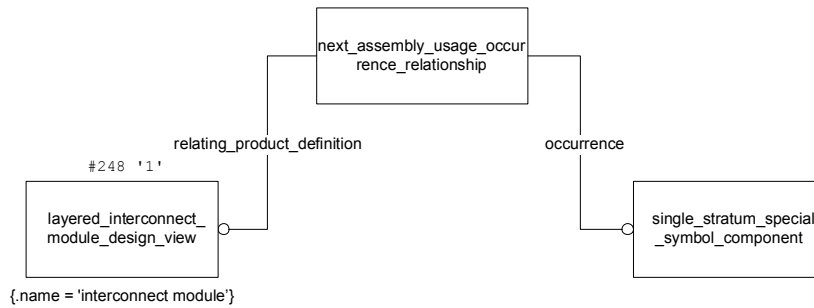 next_assembly_usage_occur
rence_relationship
relating_product_definition
occurrence
#248 '1'
layered_interconnect_
module_design_view
single_stratum_special
_symbol_component
{.name = 'interconnect module'}